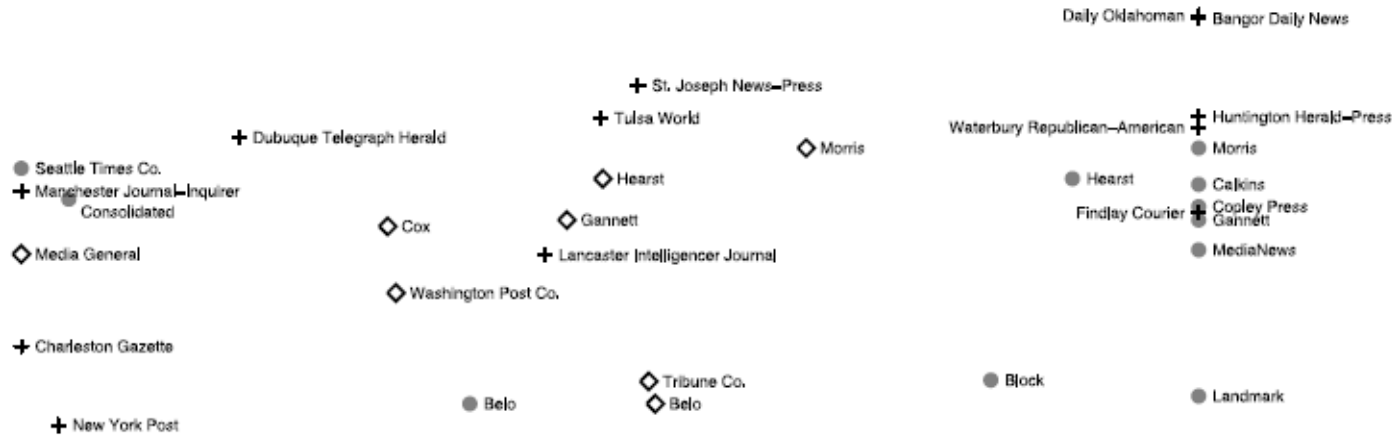 Daily Oklahoman
Bangor Daily News
St. Joseph News–Press
Tulsa World
Huntington Herald–Press
Waterbury Republican–American
Dubuque Telegraph Herald
Morris
Morris
Seattle Times Co.
Hearst
Hearst
Calkins
Manchester Journal–Inquirer
Consolidated
Copley Press
Findlay Courier
Gannett
Gannett
Cox
Media General
Lancaster Intelligencer Journal
MediaNews
Washington Post Co.
Charleston Gazette
Tribune Co.
Block
Belo
Belo
Landmark
New York Post